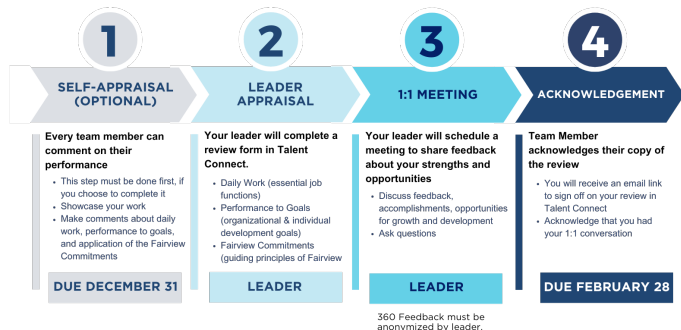 1
2
3
4
SELF-APPRAISAL
(OPTIONAL)
LEADER
APPRAISAL
1:1 MEETING
ACKNOWLEDGEMENT
Every team member can
comment on their
performance
• This step must be done first, if
you choose to complete it
• Showcase your work
• Make comments about daily
work, performance to goals,
and application of the Fairview
Commitments
DUE DECEMBER 31
Your leader will complete a
review form in Talent
Connect.
• Daily Work (essential job
functions)
• Performance to Goals
(organizational & individual
development goals)
• Fairview Commitments
(guiding principles of Fairview
LEADER
Your leader will schedule a
meeting to share feedback
about your strengths and
opportunities
• Discuss feedback,
accomplishments, opportunities
for growth and development
• Ask questions
LEADER
360 Feedback must be
anonymized by leader.
Team Member
acknowledges their copy of
the review
• You will receive an email link
to sign off on your review in
Talent Connect
• Acknowledge that you had
your 1:1 conversation
DUE FEBRUARY 28